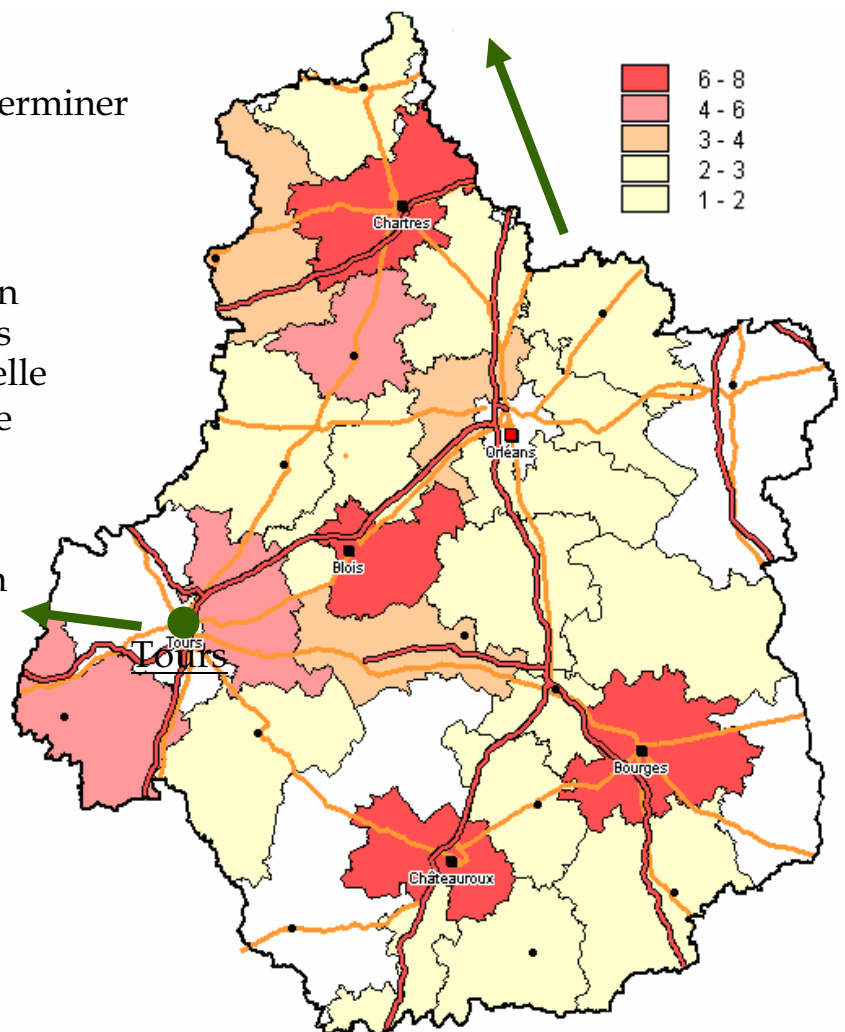 erminer
n
s
elle
e
n
6 - 8
4 - 6
3 - 4
2 - 3
1 - 2
Chartres
Orléans
Blois
Tours
Tours
Bourges
Châteauroux